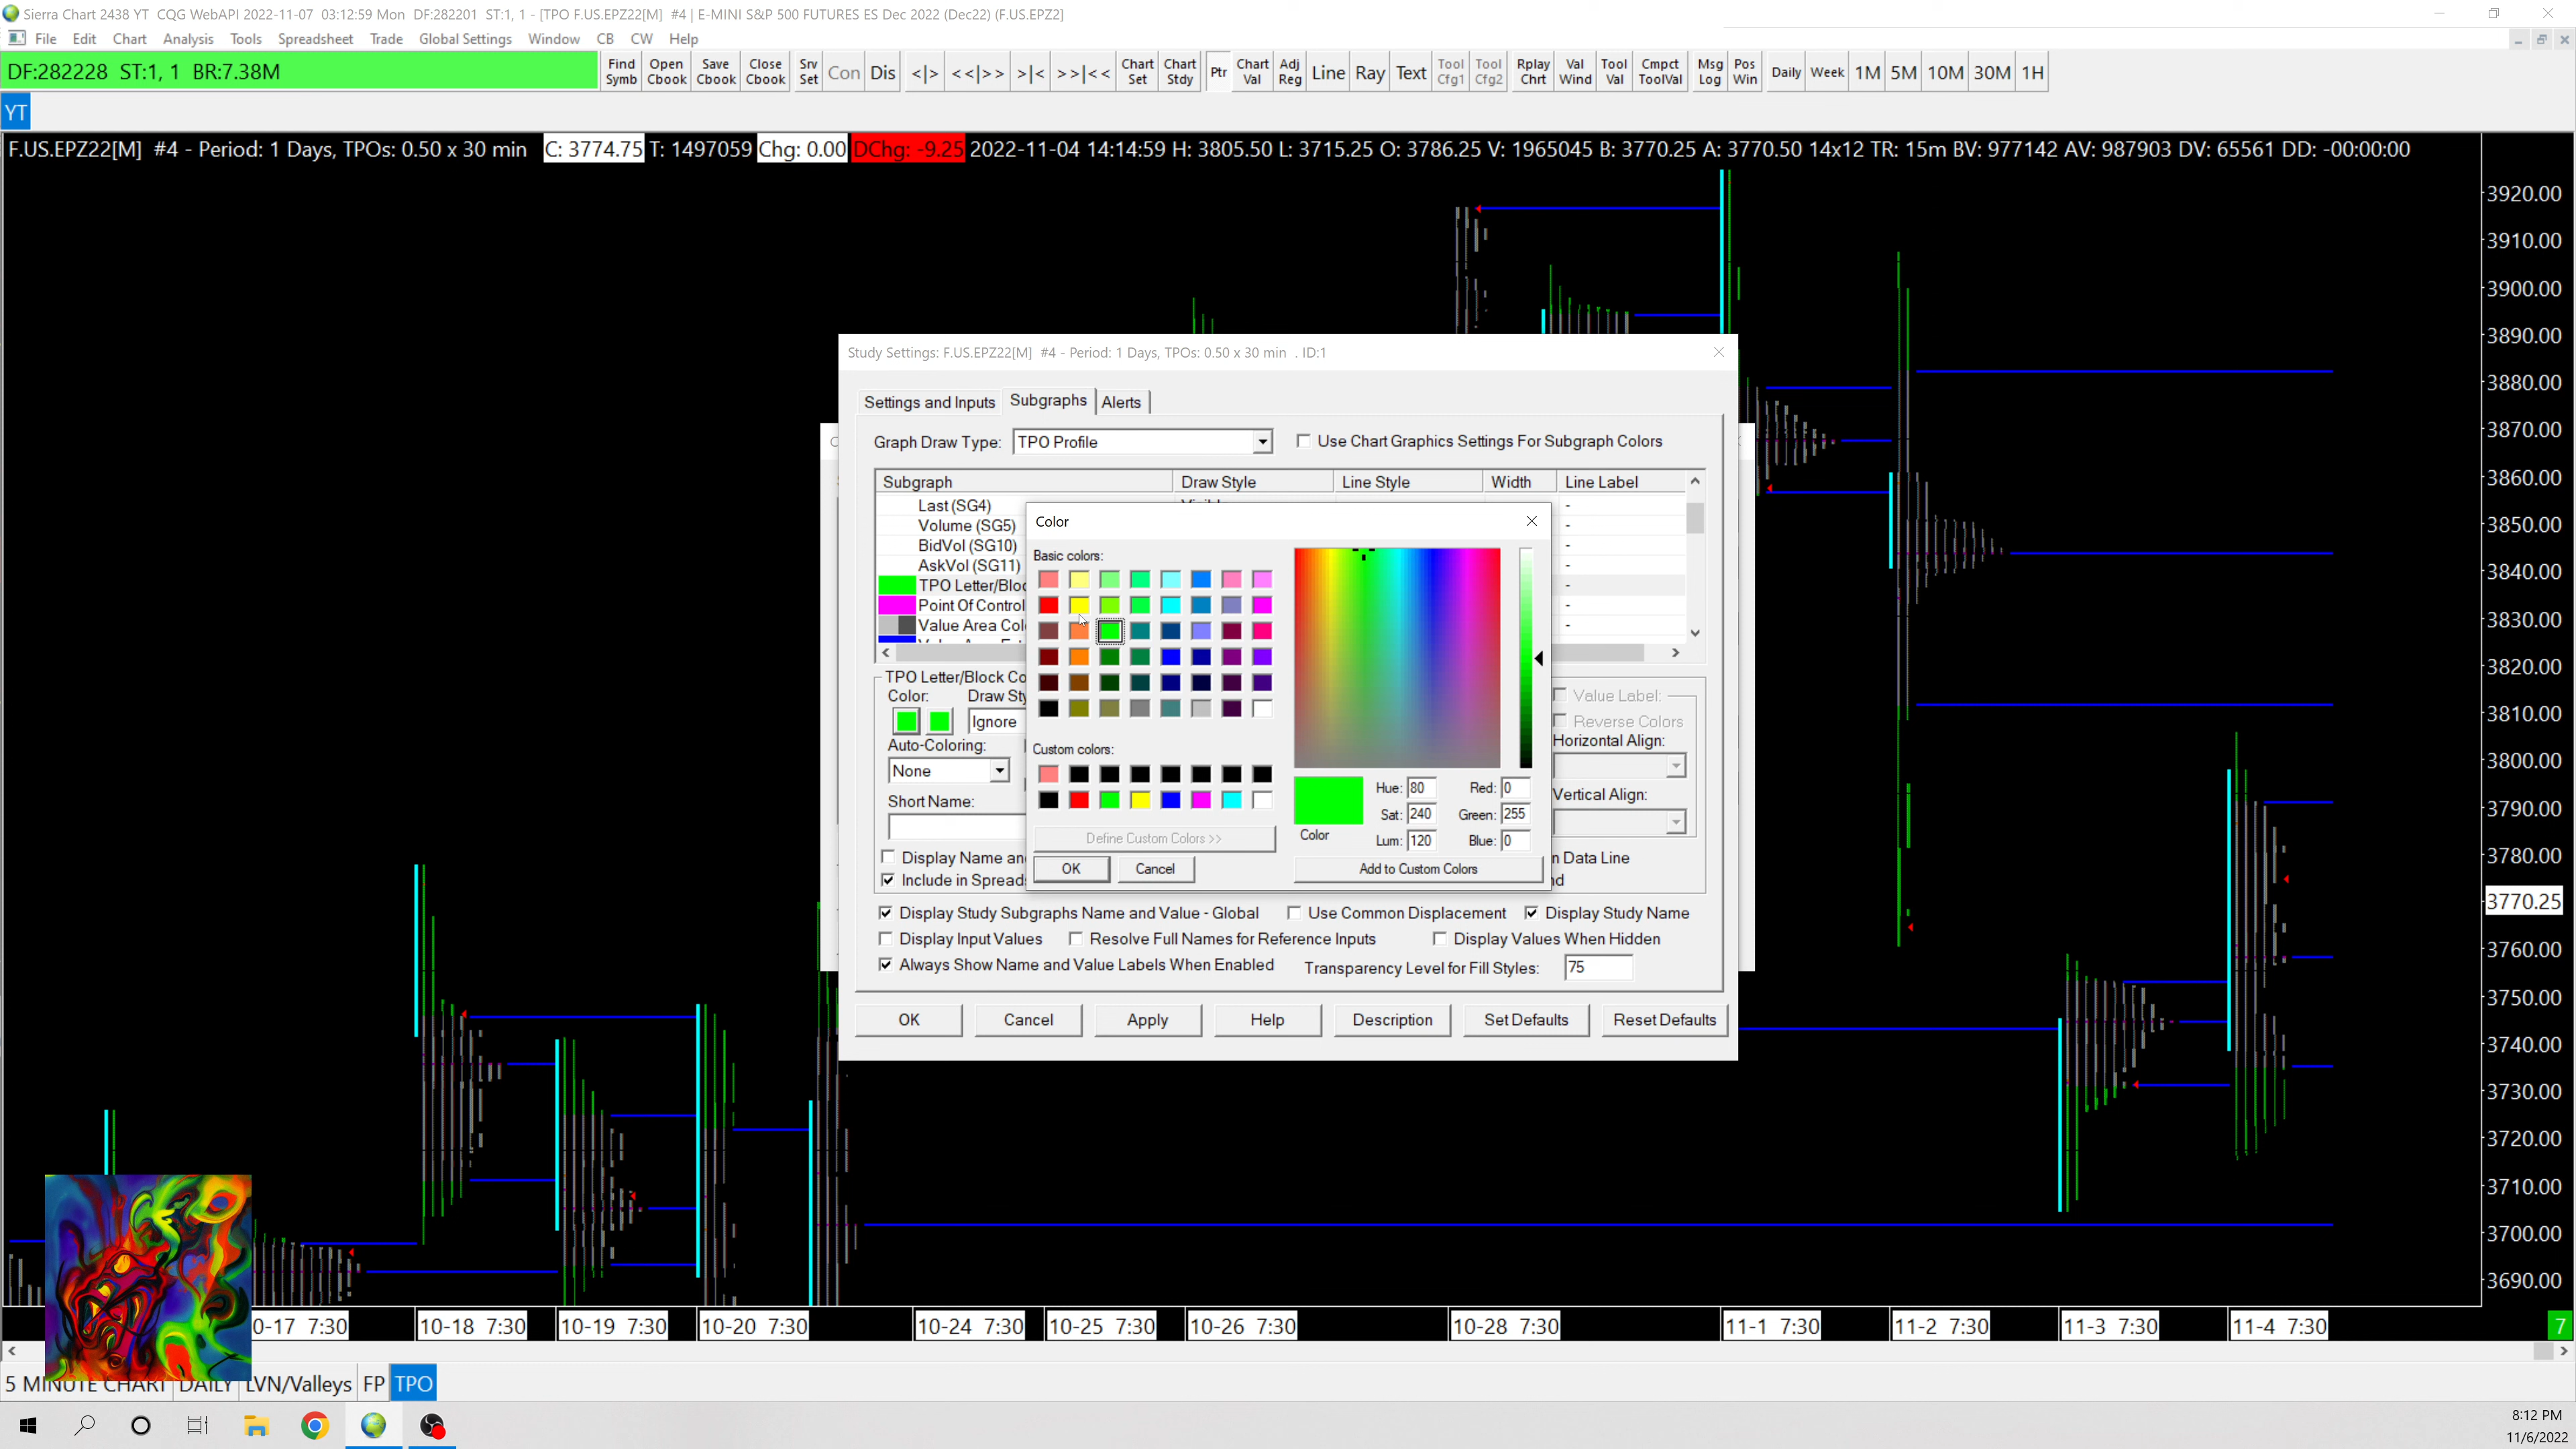 Sierra Chart 2438 YT CQG WebAPI 2022-11-07 03:12:59 Mon DF:282201 ST:1, 1 - [TPO F.US.EPZ22[M] #4 | E-MINI S&P 500 FUTURES ES Dec 2022 (Dec22) (F.US.EPZ2]
File Edit Chart Analysis Tools Spreadsheet Trade Global Settings Window CB CW Help
DF:282228 ST:1, 1 BR:7.38M
Find Symb Open Cbook Save Cbook Close Cbook Srv Set Con Dis <|> <<|>> >|< >>|<< Chart Set Chart Stdy Ptr Chart Val Adj Reg Line Ray Text Tool Cfg1 Tool Cfg2 Rplay Chrt Val Wind Tool Val Cmpct ToolVal Msg Log Pos Win Daily Week 1M 5M 10M 30M 1H
YT
F.US.EPZ22[M] #4 - Period: 1 Days, TPOs: 0.50 x 30 min C: 3774.75 T: 1497059 Chg: 0.00 DChg: -9.25 2022-11-04 14:14:59 H: 3805.50 L: 3715.25 O: 3786.25 V: 1965045 B: 3770.25 A: 3770.50 14x12 TR: 15m BV: 977142 AV: 987903 DV: 65561 DD: -00:00:00
3920.00
3910.00
3900.00
3890.00
3880.00
3870.00
3860.00
3850.00
3840.00
3830.00
3820.00
3810.00
3800.00
3790.00
3780.00
3770.25
3760.00
3750.00
3740.00
3730.00
3720.00
3710.00
3700.00
3690.00
Study Settings: F.US.EPZ22[M] #4 - Period: 1 Days, TPOs: 0.50 x 30 min . ID:1
Settings and Inputs Subgraphs Alerts
Graph Draw Type: TPO Profile Use Chart Graphics Settings For Subgraph Colors
Subgraph Draw Style Line Style Width Line Label
Last (SG4) -
Volume (SG5) -
BidVol (SG10) -
AskVol (SG11) -
TPO Letter/Bloc -
Point Of Control -
Value Area Col -
TPO Letter/Block Co
Color: Draw Sty
Ignore
Auto-Coloring:
None
Short Name:
Display Name an
Include in Spreads
Value Label:
Reverse Colors
Horizontal Align:
Vertical Align:
n Data Line
nd
Color
Basic colors:
Custom colors:
Define Custom Colors >>
OK Cancel
Color
Hue: 80 Red: 0
Sat: 240 Green: 255
Lum: 120 Blue: 0
Add to Custom Colors
Display Study Subgraphs Name and Value - Global Use Common Displacement Display Study Name
Display Input Values Resolve Full Names for Reference Inputs Display Values When Hidden
Always Show Name and Value Labels When Enabled Transparency Level for Fill Styles: 75
OK Cancel Apply Help Description Set Defaults Reset Defaults
0-17 7:30 10-18 7:30 10-19 7:30 10-20 7:30 10-24 7:30 10-25 7:30 10-26 7:30 10-28 7:30 11-1 7:30 11-2 7:30 11-3 7:30 11-4 7:30 7
5 MINUTE CHART DAILY LVN/Valleys FP TPO
8:12 PM
11/6/2022